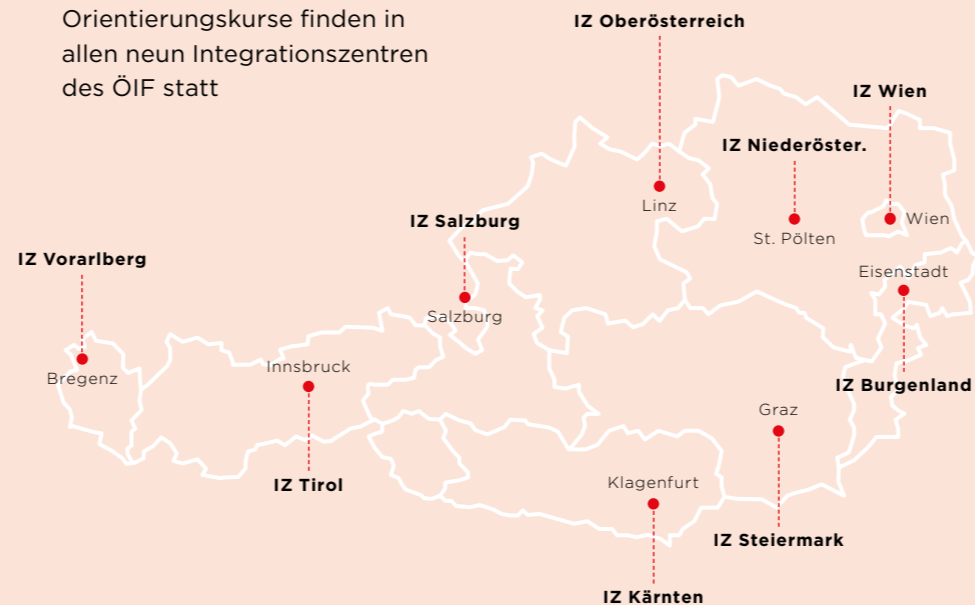 Orientierungskurse finden in
allen neun Integrationszentren
des ÖIF statt
IZ Oberösterreich
IZ Wien
IZ Niederöster.
Linz
Wien
St. Pölten
IZ Salzburg
IZ Vorarlberg
Eisenstadt
Salzburg
Innsbruck
Bregenz
IZ Burgenland
Graz
IZ Tirol
Klagenfurt
IZ Steiermark
IZ Kärnten